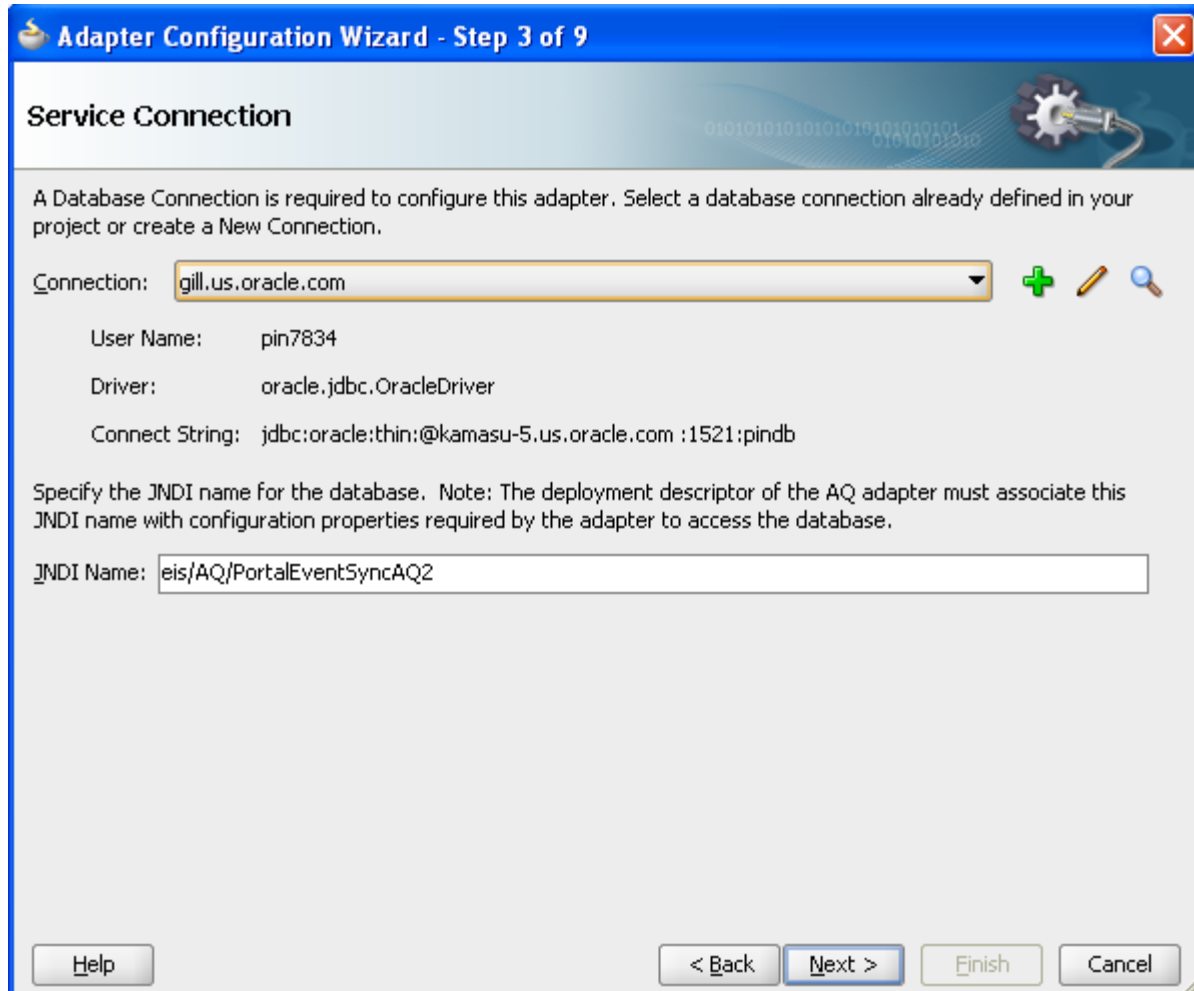 Adapter Configuration Wizard - Step 3 of 9
Service Connection
A Database Connection is required to configure this adapter. Select a database connection already defined in your
project or create a New Connection.
Connection: gill.us.oracle.com
User Name: pin7834
Driver: oracle.jdbc.OracleDriver
Connect String: jdbc:oracle:thin:@kamasu-5.us.oracle.com :1521:pindb
Specify the JNDI name for the database. Note: The deployment descriptor of the AQ adapter must associate this
JNDI name with configuration properties required by the adapter to access the database.
JNDI Name: eis/AQ/PortalEventSyncAQ2
Help < Back Next > Finish Cancel